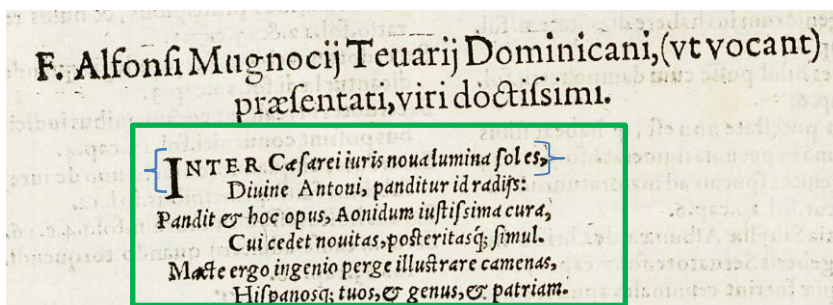 F. Alfonſi Mugnocij Teuarij Dominicani,(vt vocant)
præſentati,viri doctiſsimi.
INTER Cæſarei iuris noua lumina ſol es,
Diuine Antoni, panditur id radijs:
Pandit & hoc opus, Aonidum iuſtiſsima cura,
Cui cedet nouitas, poſteritasq́; ſimul.
Macte ergo ingenio perge illuſtrare camenas,
Hiſpanosq́; tuos, & genus, & patriam.